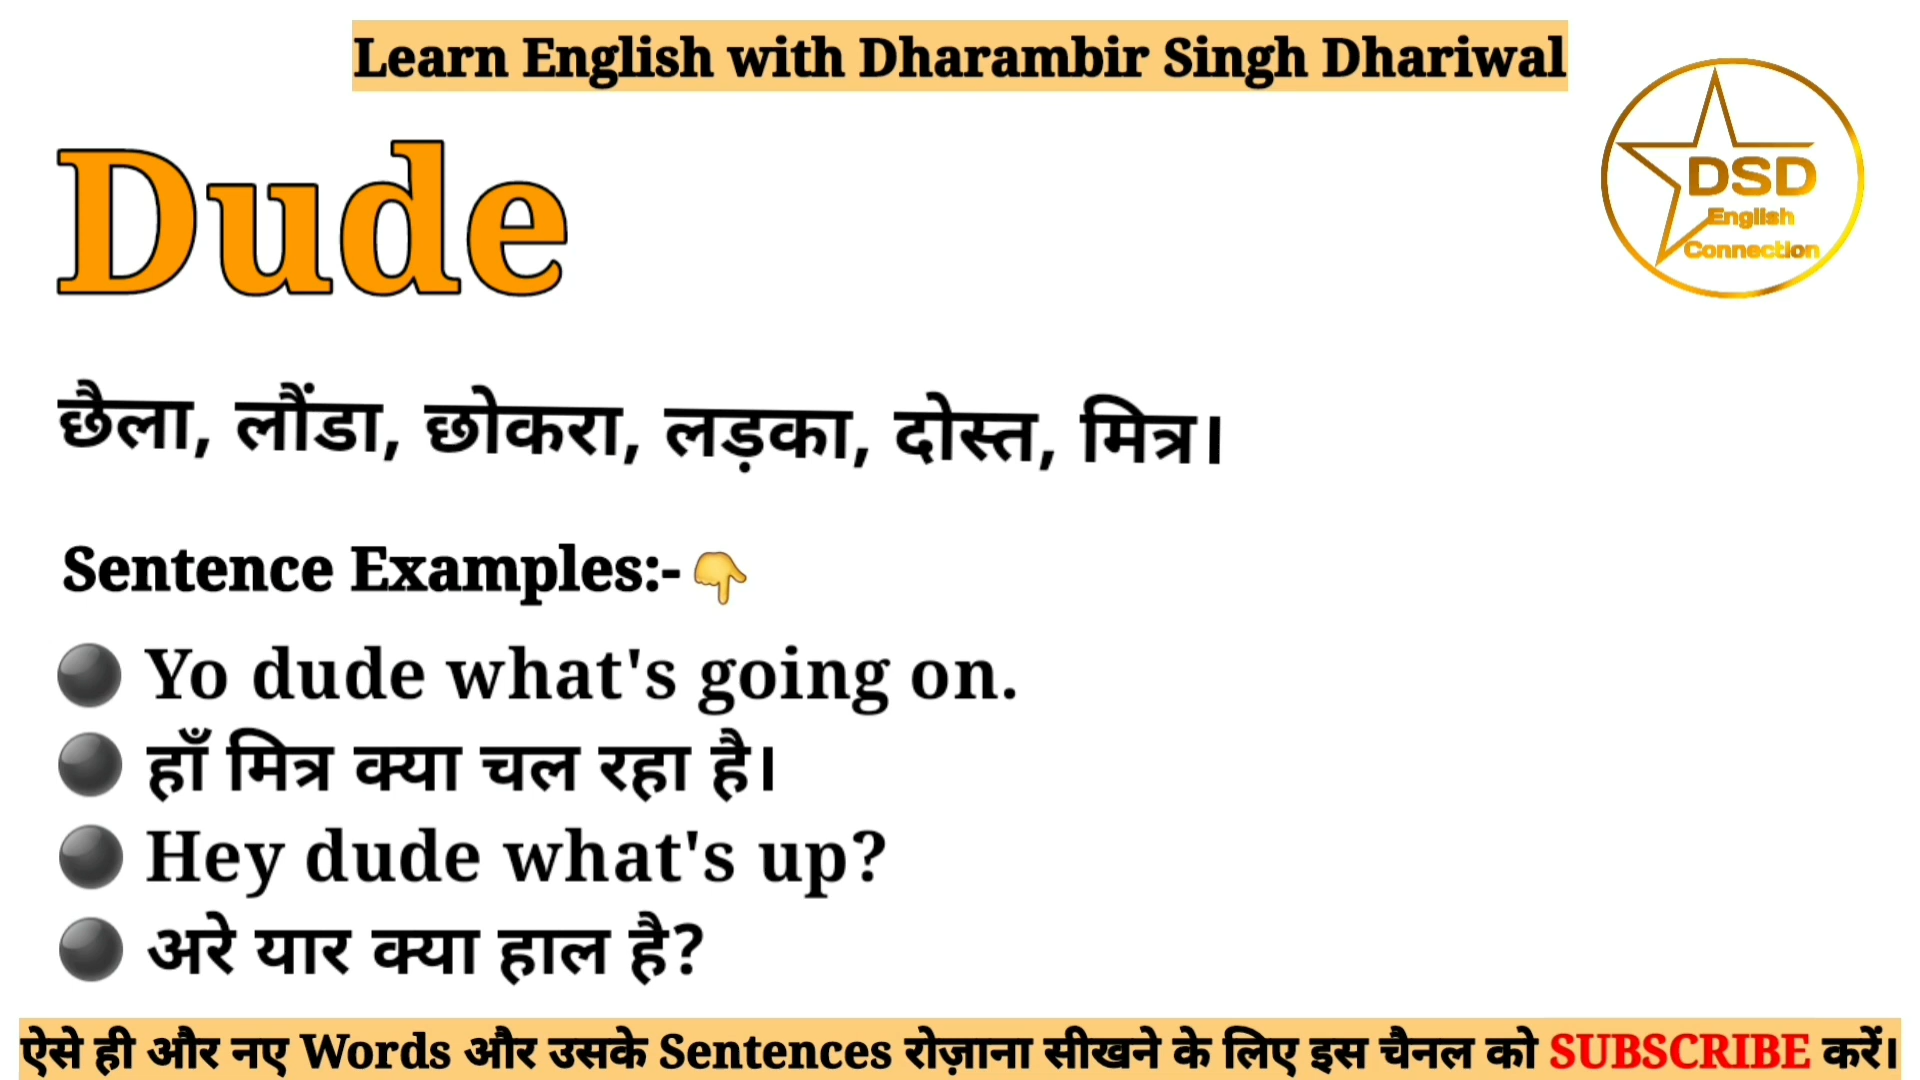 Learn English with Dharambir Singh Dhariwal
DSD
English
Connection
Dude
छैला, लौंडा, छोकरा, लड़का, दोस्त, मित्र।
Sentence Examples:- 👇
⚫ Yo dude what's going on.
⚫ हाँ मित्र क्या चल रहा है।
⚫ Hey dude what's up?
⚫ अरे यार क्या हाल है?
ऐसे ही और नए Words और उसके Sentences रोज़ाना सीखने के लिए इस चैनल को SUBSCRIBE करें।